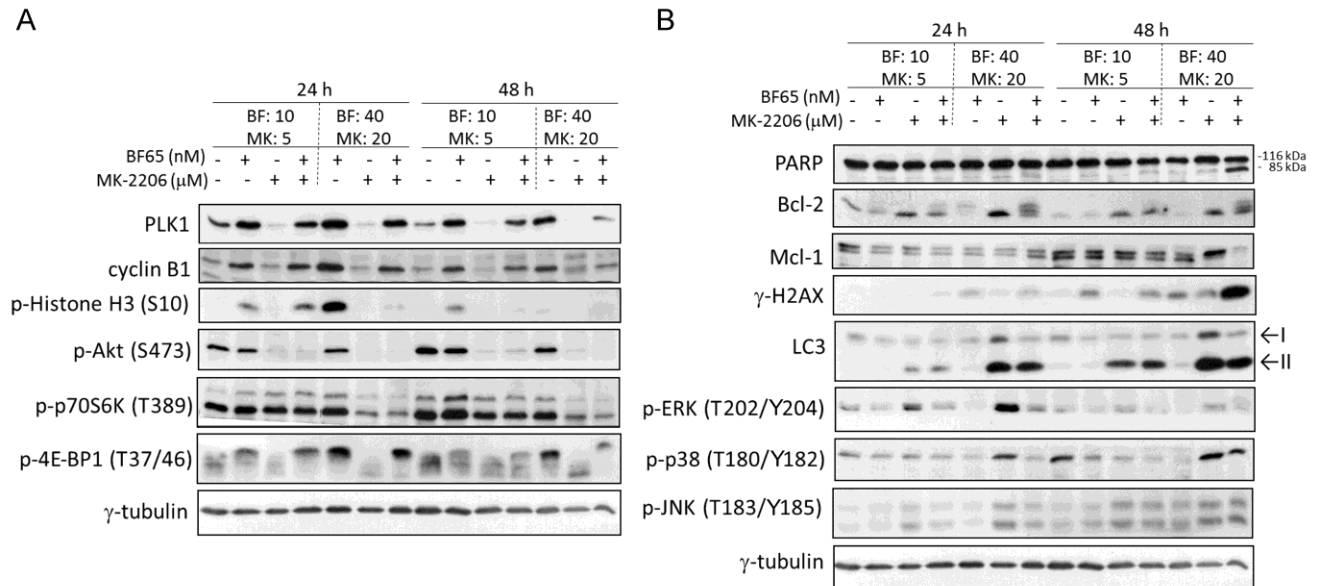 A
24 h 48 h
BF: 10 BF: 40 BF: 10 BF: 40
MK: 5 MK: 20 MK: 5 MK: 20
BF65 (nM) - + - + + - + - + - + + - +
MK-2206 (μM) - - + + - + + - - + + - + +
PLK1
cyclin B1
p-Histone H3 (S10)
p-Akt (S473)
p-p70S6K (T389)
p-4E-BP1 (T37/46)
γ-tubulin
B
24 h 48 h
BF: 10 BF: 40 BF: 10 BF: 40
MK: 5 MK: 20 MK: 5 MK: 20
BF65 (nM) - + - + + - + - + - + + - +
MK-2206 (μM) - - + + - + + - - + + - + +
PARP -116 kDa
- 85 kDa
Bcl-2
Mcl-1
γ-H2AX
LC3 ←I
←II
p-ERK (T202/Y204)
p-p38 (T180/Y182)
p-JNK (T183/Y185)
γ-tubulin